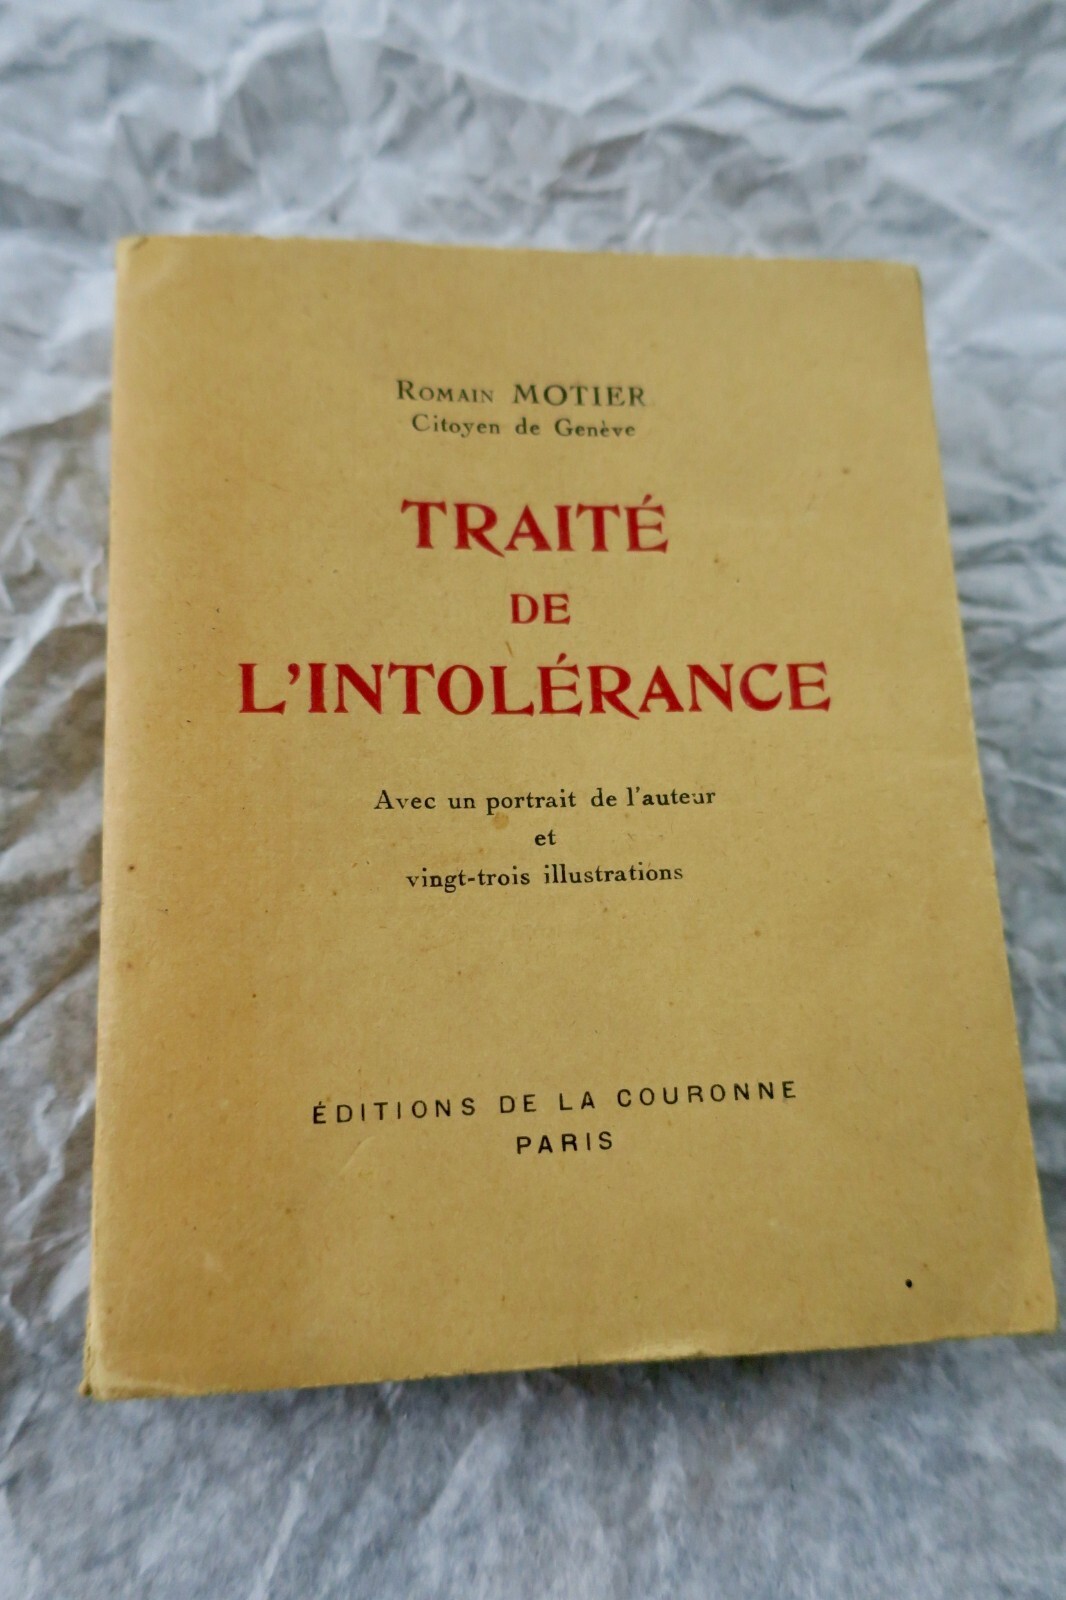 Romain MOTIER
Citoyen de Genève
TRAITÉ
DE
L'INTOLÉRANCE
Avec un portrait de l'auteur
et
vingt-trois illustrations
ÉDITIONS DE LA COURONNE
PARIS